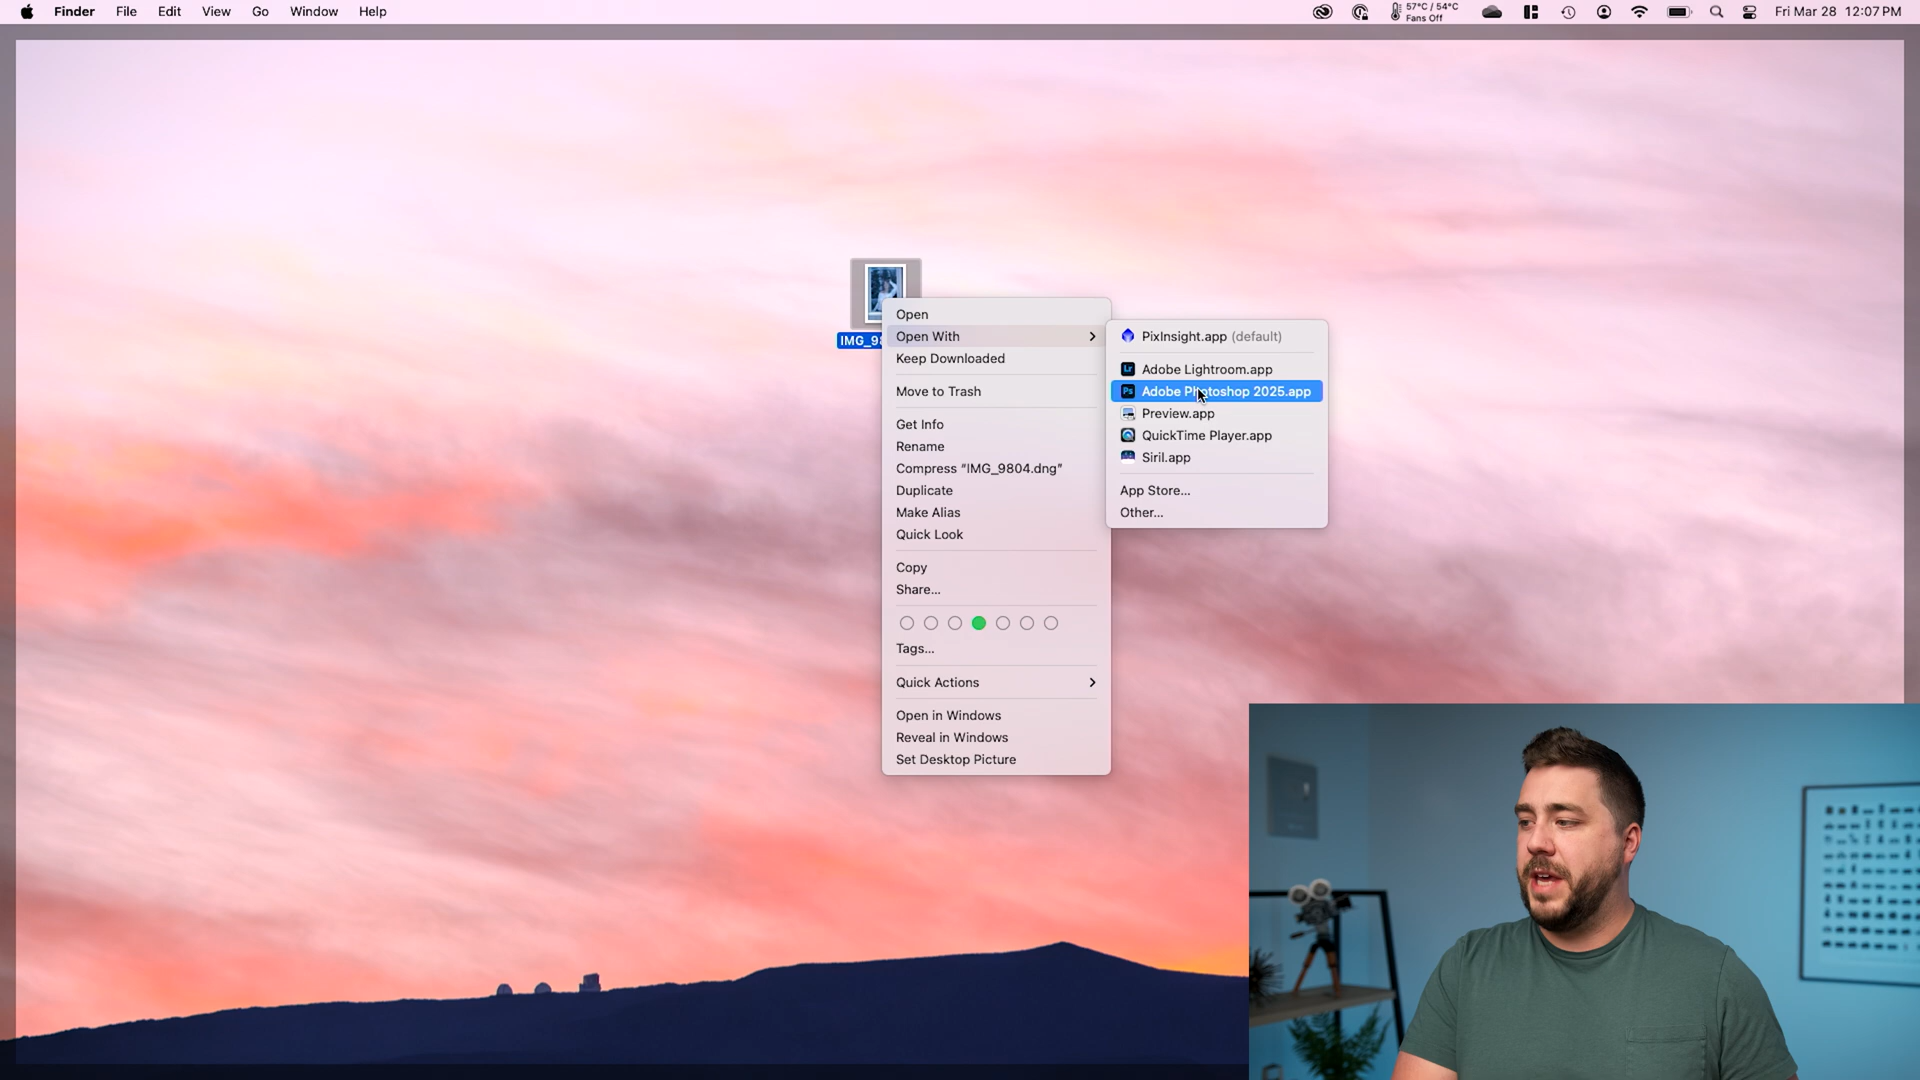 Finder File Edit View Go Window Help
57°C / 54°C
Fans Off
Fri Mar 28 12:07 PM
IMG_98
Open
Open With
Keep Downloaded
Move to Trash
Get Info
Rename
Compress “IMG_9804.dng”
Duplicate
Make Alias
Quick Look
Copy
Share...
Tags...
Quick Actions
Open in Windows
Reveal in Windows
Set Desktop Picture
PixInsight.app (default)
Lr Adobe Lightroom.app
Ps Adobe Photoshop 2025.app
Preview.app
QuickTime Player.app
Siril.app
App Store...
Other...